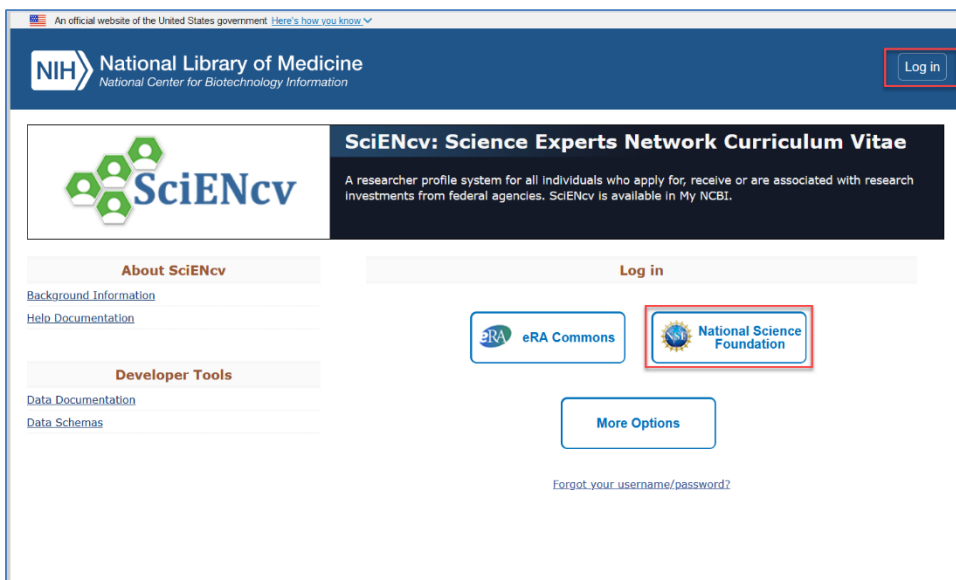 An official website of the United States government Here's how you know
NIH National Library of Medicine
National Center for Biotechnology Information
Log in
SciENcv
SciENcv: Science Experts Network Curriculum Vitae
A researcher profile system for all individuals who apply for, receive or are associated with research
investments from federal agencies. SciENcv is available in My NCBI.
About SciENcv
Background Information
Help Documentation
Developer Tools
Data Documentation
Data Schemas
Log in
eRA eRA Commons
NSF National Science
Foundation
More Options
Forgot your username/password?